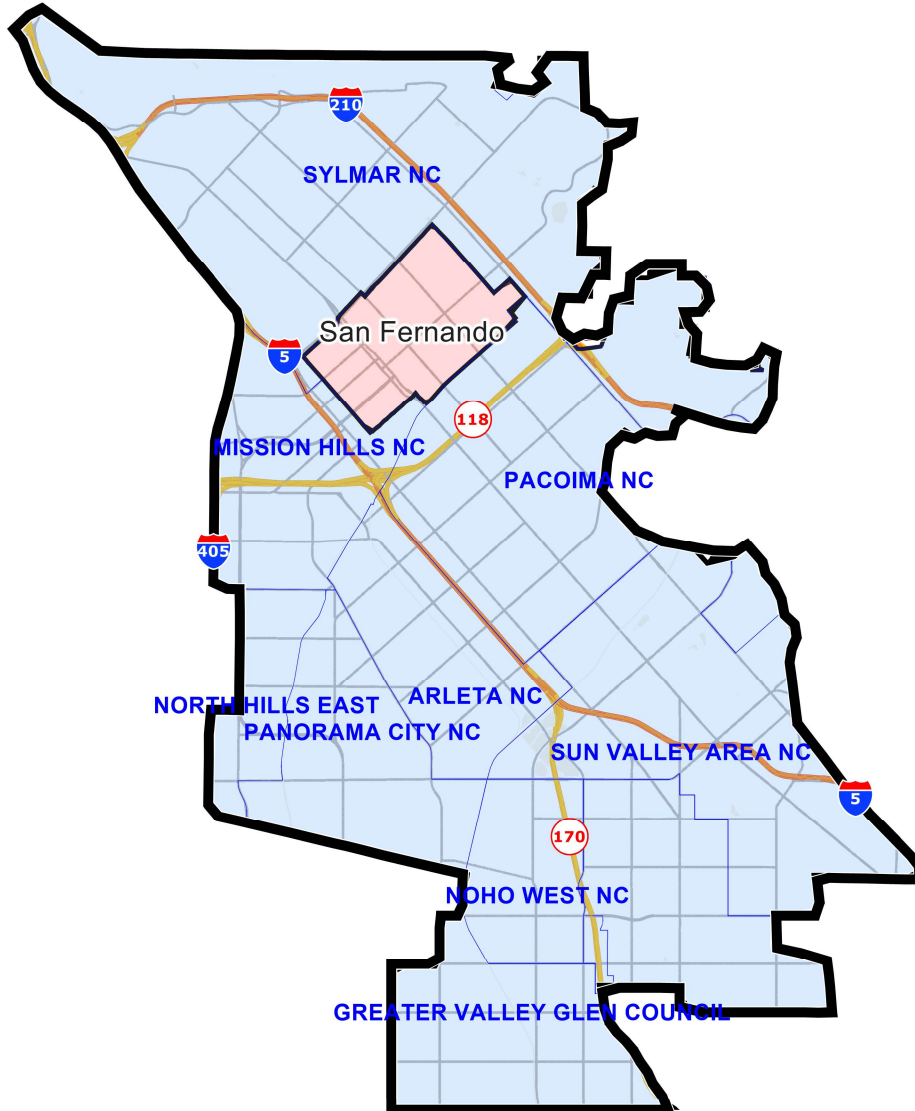 210
SYLMAR NC
San Fernando
5
118
MISSION HILLS NC
PACOIMA NC
405
ARLETA NC
NORTH HILLS EAST
PANORAMA CITY NC
SUN VALLEY AREA NC
5
170
NOHO WEST NC
GREATER VALLEY GLEN COUNCIL